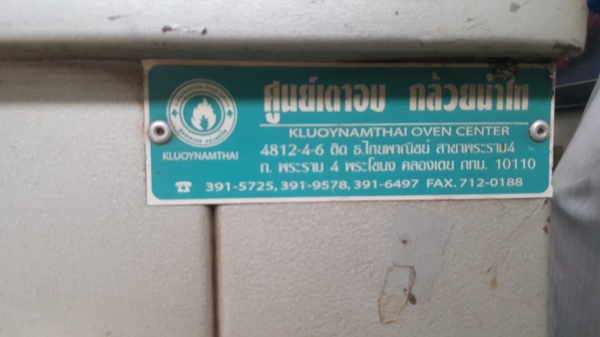 ศูนย์เตาอบ กล้วยน้ำไท
KLUOYNAMTHAI OVEN CENTER
KLUOYNAMTHAI
4812-4-6 ติด ธ.ไทยพาณิชย์ สาขาพระราม4
ถ. พระราม 4 พระโขนง คลองเตย กทม. 10110
☎ 391-5725, 391-9578, 391-6497 FAX. 712-0188